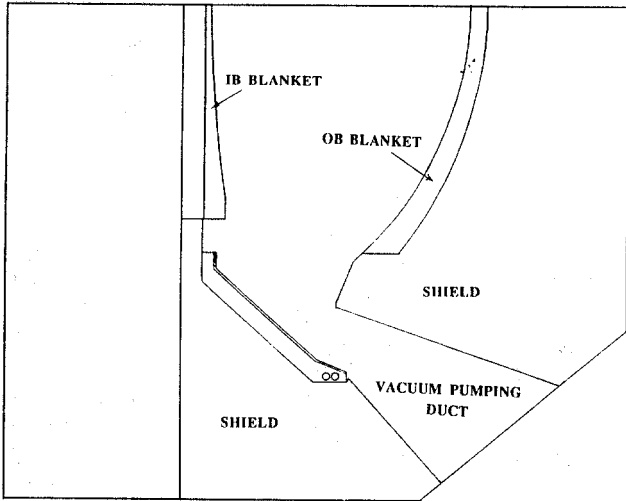 IB BLANKET
OB BLANKET
SHIELD
VACUUM PUMPING
DUCT
SHIELD